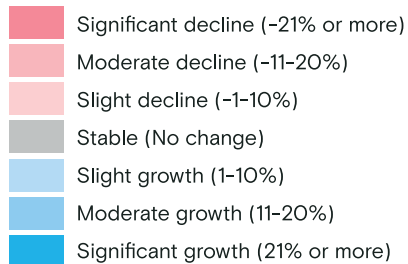 Significant decline (-21% or more)
Moderate decline (-11-20%)
Slight decline (-1-10%)
Stable (No change)
Slight growth (1-10%)
Moderate growth (11-20%)
Significant growth (21% or more)